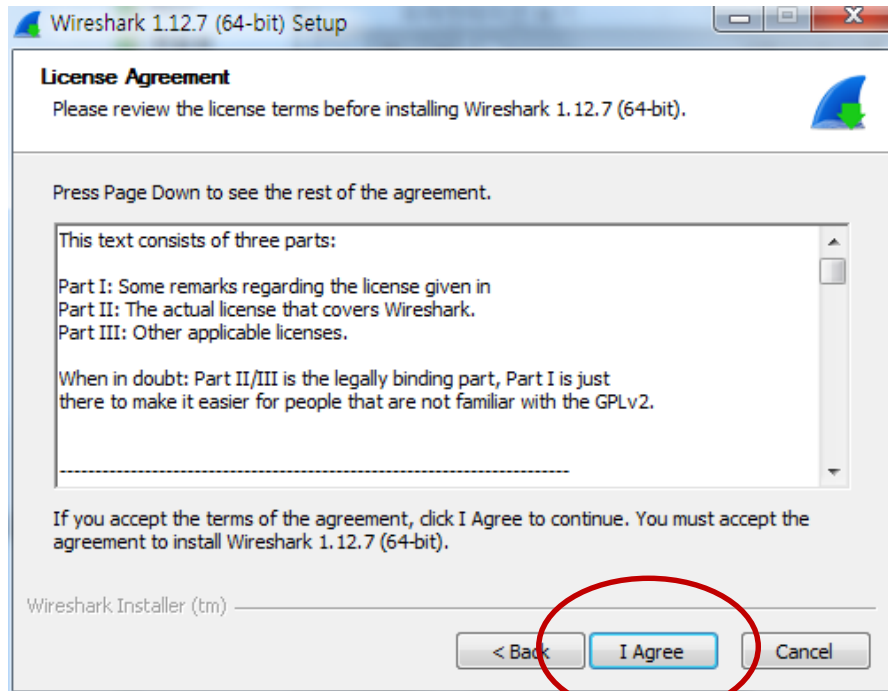 Wireshark 1.12.7 (64-bit) Setup
License Agreement
Please review the license terms before installing Wireshark 1.12.7 (64-bit).
Press Page Down to see the rest of the agreement.
This text consists of three parts:
Part I: Some remarks regarding the license given in
Part II: The actual license that covers Wireshark.
Part III: Other applicable licenses.
When in doubt: Part II/III is the legally binding part, Part I is just
there to make it easier for people that are not familiar with the GPLv2.
-----------------------------------------------------------------------
If you accept the terms of the agreement, click I Agree to continue. You must accept the
agreement to install Wireshark 1.12.7 (64-bit).
Wireshark Installer (tm)
< Back I Agree Cancel